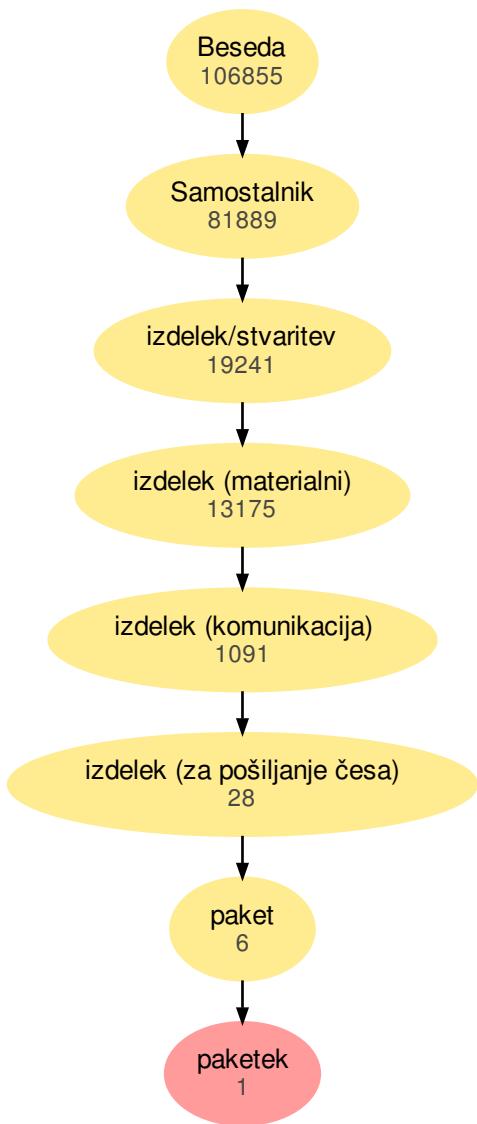 Beseda
106855
Samostalnik
81889
izdelek/stvaritev
19241
izdelek (materialni)
13175
izdelek (komunikacija)
1091
izdelek (za pošiljanje česa)
28
paket
6
paketek
1